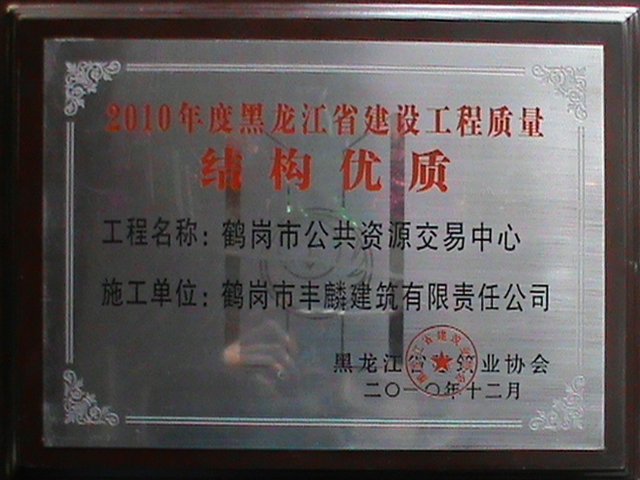 2010年度黑龙江省建设工程质量
结构优质
工程名称：鹤岗市公共资源交易中心
施工单位：鹤岗市丰麟建筑有限责任公司
黑龙江省建筑业协会
二〇一〇年十二月